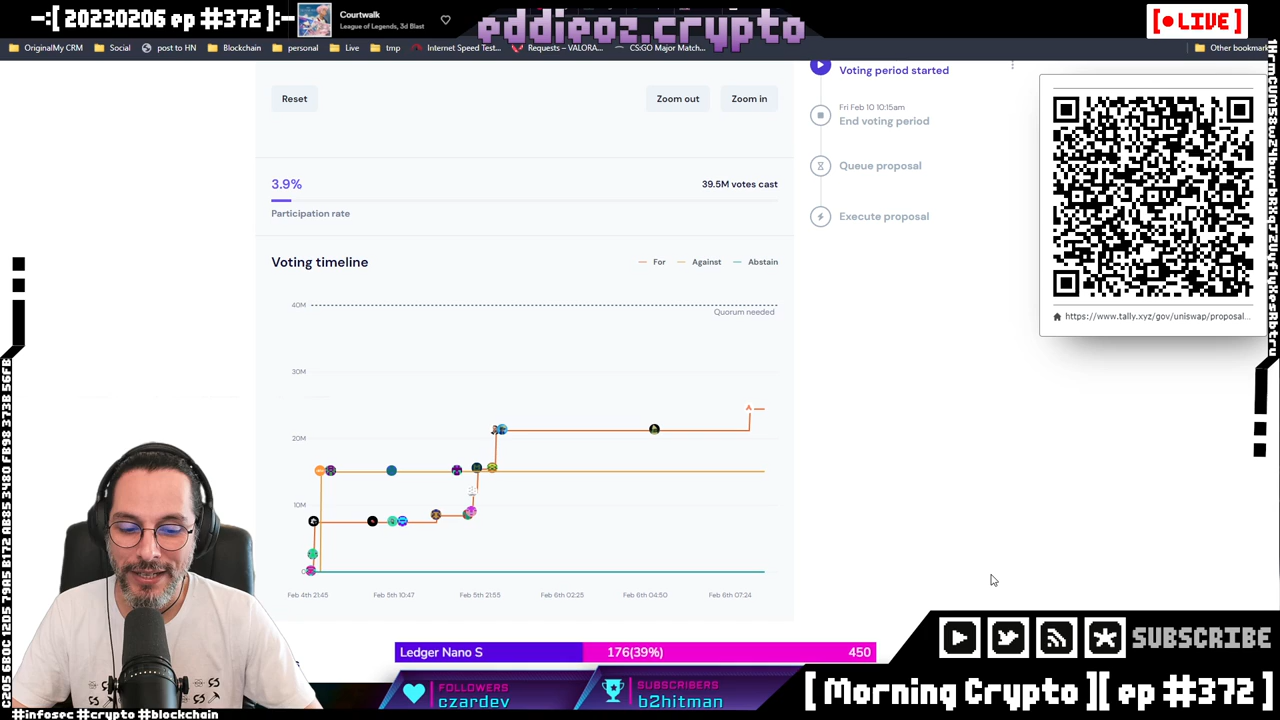 -:[ 20230206 ep #372 ]:-
Courtwalk
League of Legends, 3d Blast
eddieoz.crypto
[● LIVE]
OriginalMy CRM
Social
post to HN
Blockchain
personal
Live
tmp
Internet Speed Test...
Requests – VALORA...
CS:GO Major Match...
Other bookmark
Reset
Zoom out
Zoom in
Voting period started
Fri Feb 10 10:15am
End voting period
Queue proposal
Execute proposal
3.9%
39.5M votes cast
Participation rate
https://www.tally.xyz/gov/uniswap/proposal...
Voting timeline
For
Against
Abstain
40M
Quorum needed
30M
20M
10M
0
Feb 4th 21:45
Feb 5th 10:47
Feb 5th 21:55
Feb 6th 02:25
Feb 6th 04:50
Feb 6th 07:24
Ledger Nano S
176(39%)
450
FOLLOWERS
czardev
SUBSCRIBERS
b2hitman
SUBSCRIBE
[ Morning Crypto ][ ep #372 ]
#infosec #crypto #blockchain